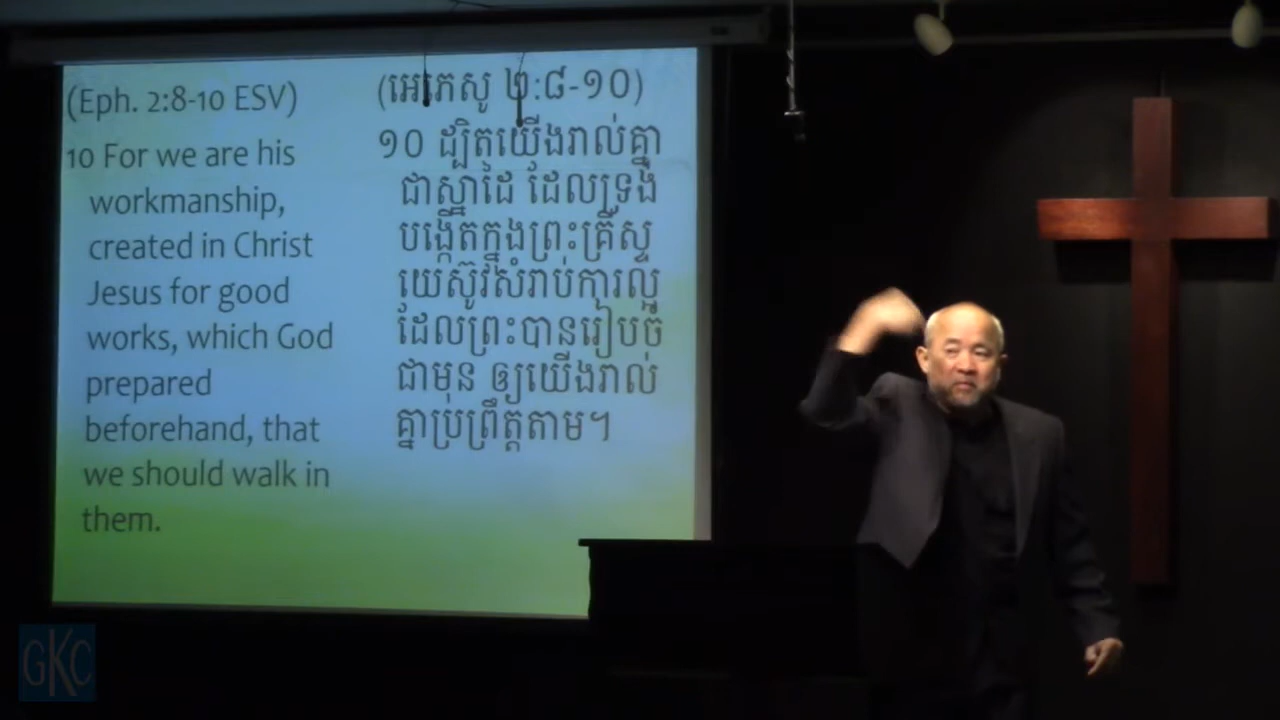 (Eph. 2:8-10 ESV)
10 For we are his
workmanship,
created in Christ
Jesus for good
works, which God
prepared
beforehand, that
we should walk in
them.
(អេភេសូ ២:៨-១០)
១០ ដ្បិតយើងរាល់គ្នា
ជាស្នាដៃ ដែលទ្រង់
បង្កើតក្នុងព្រះគ្រីស្ទ
យេស៊ូវសំរាប់ការល្អ
ដែលព្រះបានរៀបចំ
ជាមុន ឲ្យយើងរាល់
គ្នាប្រព្រឹត្តតាម។
GKC